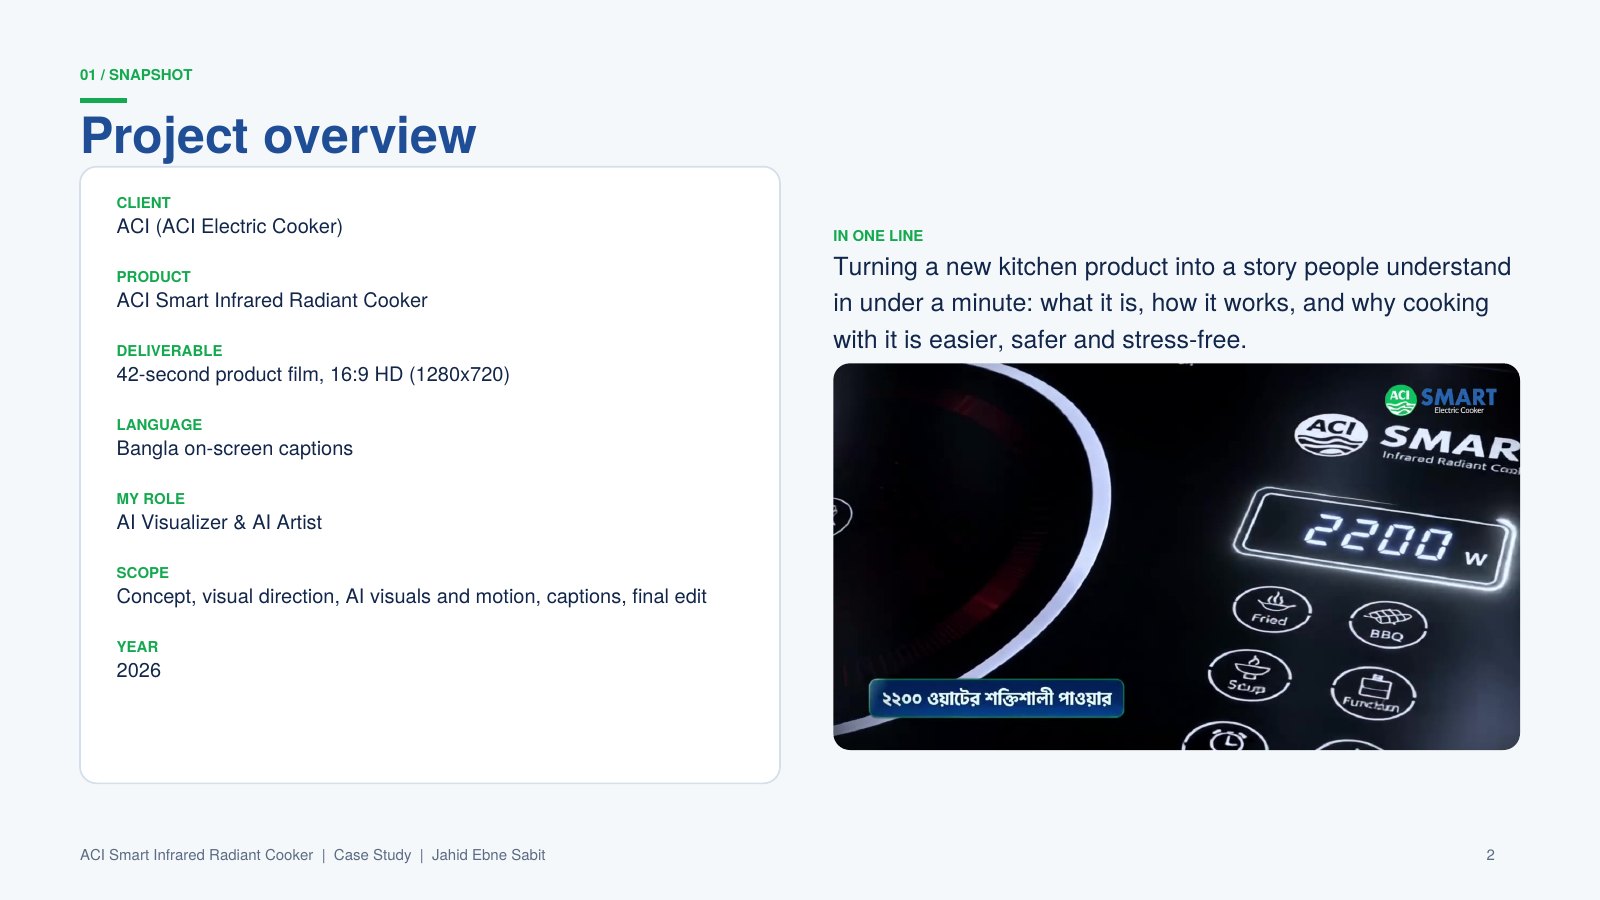 01 / SNAPSHOT
Project overview
CLIENT
ACI (ACI Electric Cooker)
PRODUCT
ACI Smart Infrared Radiant Cooker
DELIVERABLE
42-second product film, 16:9 HD (1280x720)
LANGUAGE
Bangla on-screen captions
MY ROLE
AI Visualizer & AI Artist
SCOPE
Concept, visual direction, AI visuals and motion, captions, final edit
YEAR
2026
IN ONE LINE
Turning a new kitchen product into a story people understand
in under a minute: what it is, how it works, and why cooking
with it is easier, safer and stress-free.
ACI SMART
Electric Cooker
ACI SMAR
Infrared Radiant
2200 W
Fried
BBQ
Soup
Function
২২০০ ওয়াটের শক্তিশালী পাওয়ার
ACI Smart Infrared Radiant Cooker | Case Study | Jahid Ebne Sabit
2